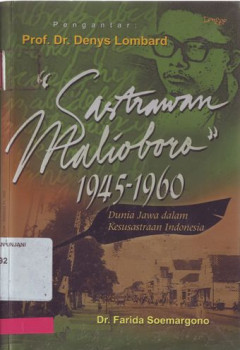 Pengantar:
Prof. Dr. Denys Lombard
"Sastrawan
Malioboro"
1945-1960
Dunia Jawa dalam
Kesusastraan Indonesia
Dr. Farida Soemargono